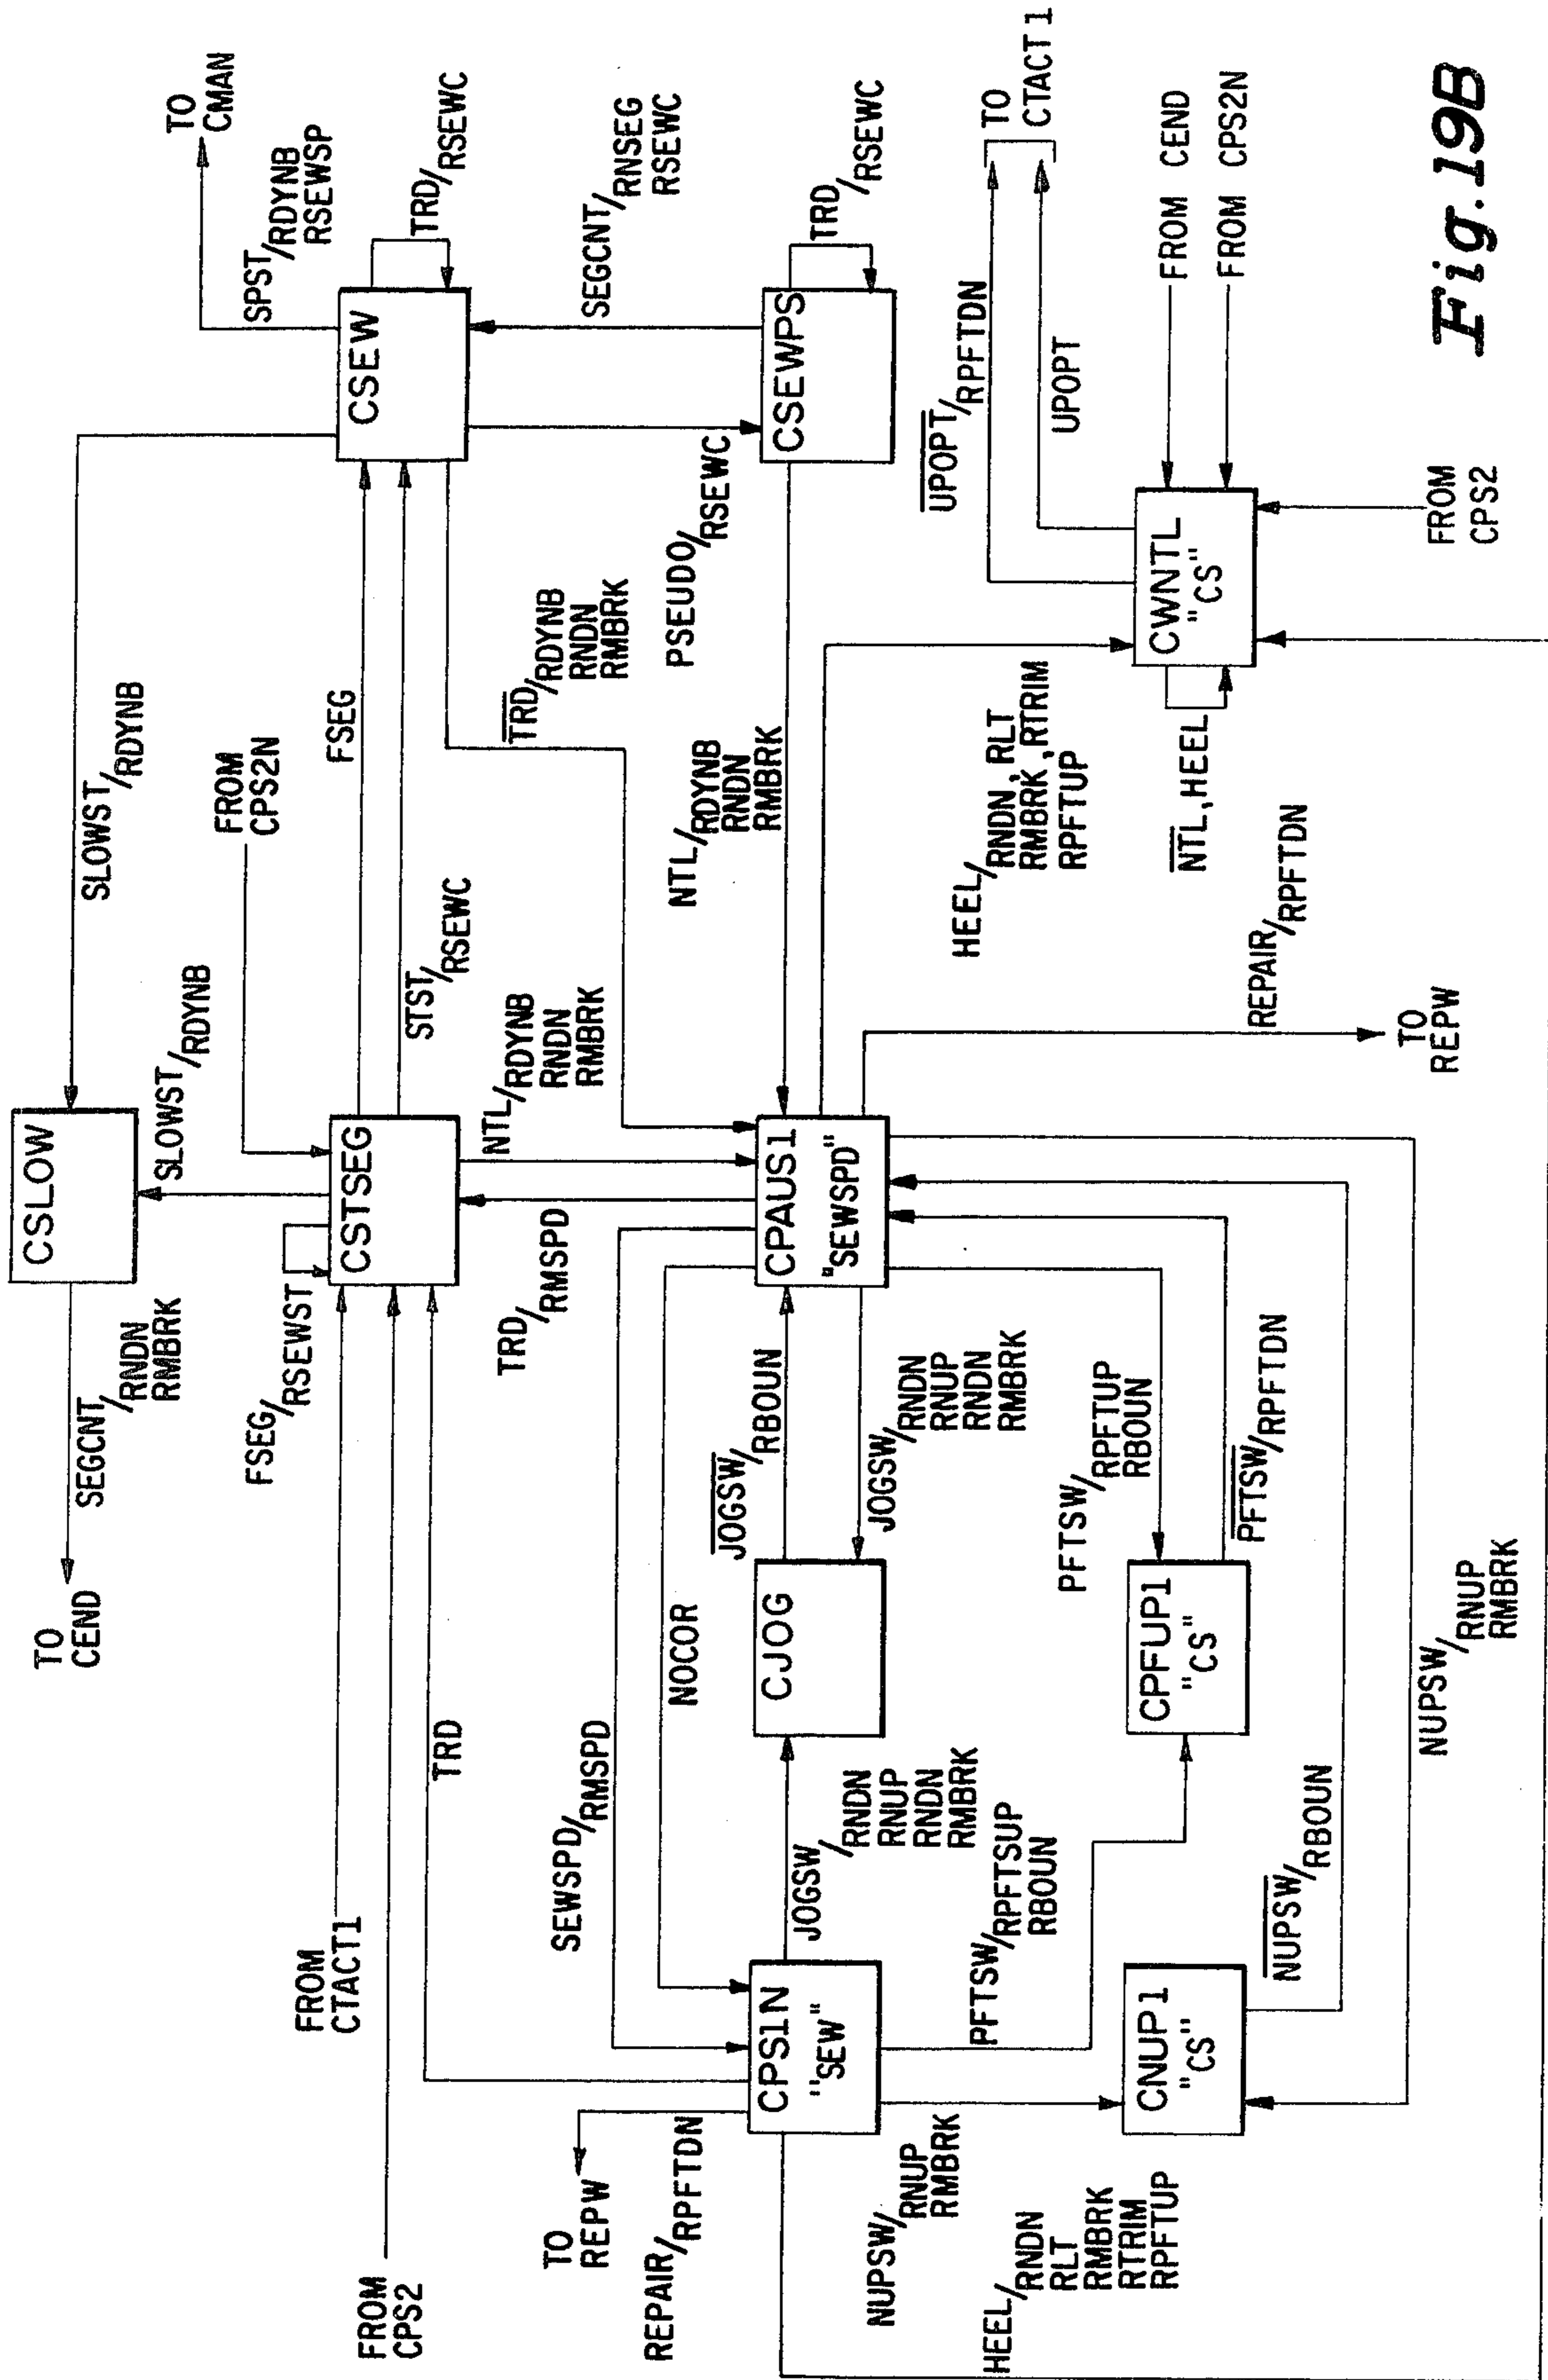 TO
CMAN
SPST/RDYNB
RSEWSP
CSEW
TRD/RSEWC
SEGCNT/RNSEG
RSEWC
CSEWPS
TRD/RSEWC
PSEUDO/RSEWC
SLOWST/RDYNB
FROM
CPS2N
FSEG
STST/RSEWC
T̅R̅D̅/RDYNB
RNDN
RMBRK
NTL/RDYNB
RNDN
RMBRK
CSLOW
SLOWST/RDYNB
CSTSEG
NTL/RDYNB
RNDN
RMBRK
TRD/RMSPD
FSEG/RSEWST
SEGCNT/RNDN
RMBRK
TO
CEND
FROM
CTACT1
FROM
CPS2
TRD
SEWSPD/RMSPD
NOCOR
CPAUS1
"SEWSPD"
J̅O̅G̅S̅W̅/RBOUN
JOGSW/RNDN
RNUP
RNDN
RMBRK
CJOG
JOGSW/RNDN
RNUP
RNDN
RMBRK
CPS1N
"SEW"
TO
REPW
REPAIR/RPFTDN
PFTSW/RPFTUP
RBOUN
P̅F̅T̅S̅W̅/RPFTDN
CPFUP1
"CS"
PFTSW/RPFTSUP
RBOUN
NUPSW/RNUP
RMBRK
CNUP1
"CS"
N̅U̅P̅S̅W̅/RBOUN
NUPSW/RNUP
RMBRK
HEEL/RNDN
RLT
RMBRK
RTRIM
RPFTUP
HEEL/RNDN, RLT
RMBRK, RTRIM
RPFTUP
N̅T̅L̅, HEEL
REPAIR/RPFTDN
TO
REPW
CWNTL
"CS"
U̅P̅O̅P̅T̅/RPFTDN
UPOPT
TO
CTACT 1
FROM CEND
FROM CPS2N
FROM
CPS2
Fig.19B